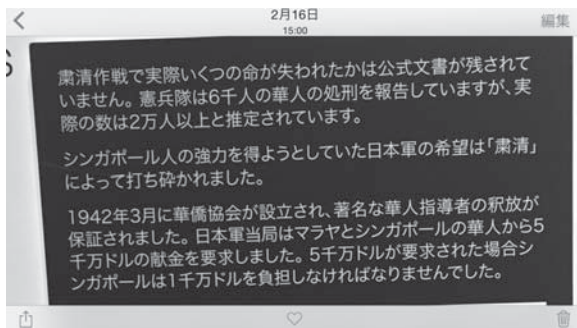 2月16日
15:00
編集
S
粛清作戦で実際いくつの命が失われたかは公式文書が残されて
いません。憲兵隊は6千人の華人の処刑を報告していますが、実
際の数は2万人以上と推定されています。
シンガポール人の強力を得ようとしていた日本軍の希望は「粛清」
によって打ち砕かれました。
1942年3月に華僑協会が設立され、著名な華人指導者の釈放が
保証されました。日本軍当局はマラヤとシンガポールの華人から5
千万ドルの献金を要求しました。5千万ドルが要求された場合シ
ンガポールは1千万ドルを負担しなければなりませんでした。